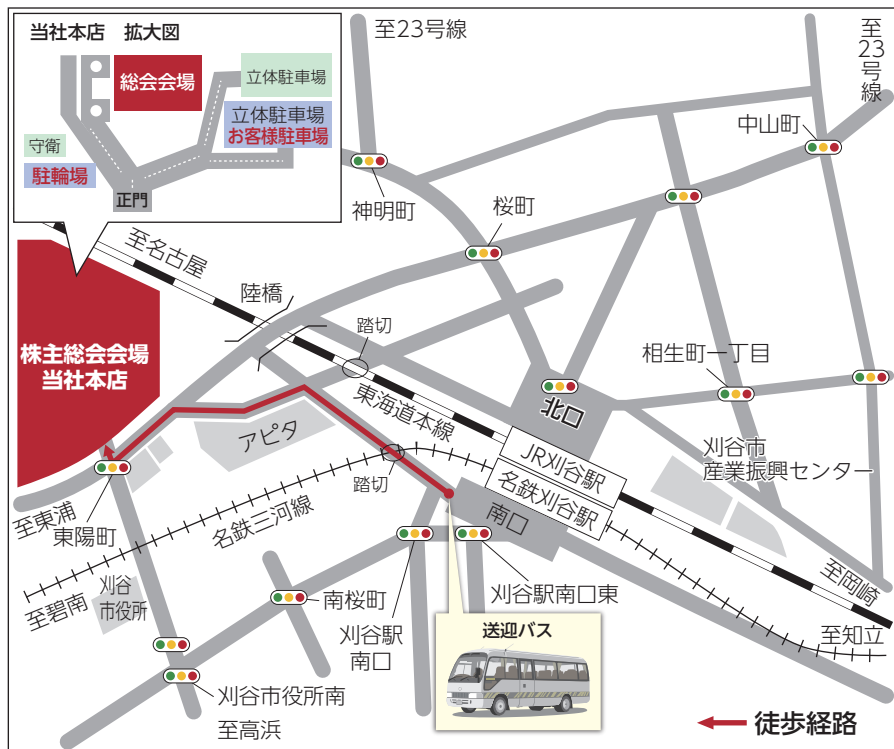 当社本店 拡大図
総会会場
立体駐車場
立体駐車場
お客様駐車場
守衛
駐輪場
正門
至23号線
至23号線
中山町
神明町
桜町
至名古屋
陸橋
踏切
株主総会会場
当社本店
相生町一丁目
北口
東海道本線
アピタ
JR刈谷駅
刈谷市
産業振興センター
名鉄刈谷駅
踏切
南口
至東浦
東陽町
名鉄三河線
至岡崎
至碧南
刈谷
市役所
南桜町
刈谷駅
南口
刈谷駅南口東
至知立
送迎バス
刈谷市役所南
至高浜
徒歩経路